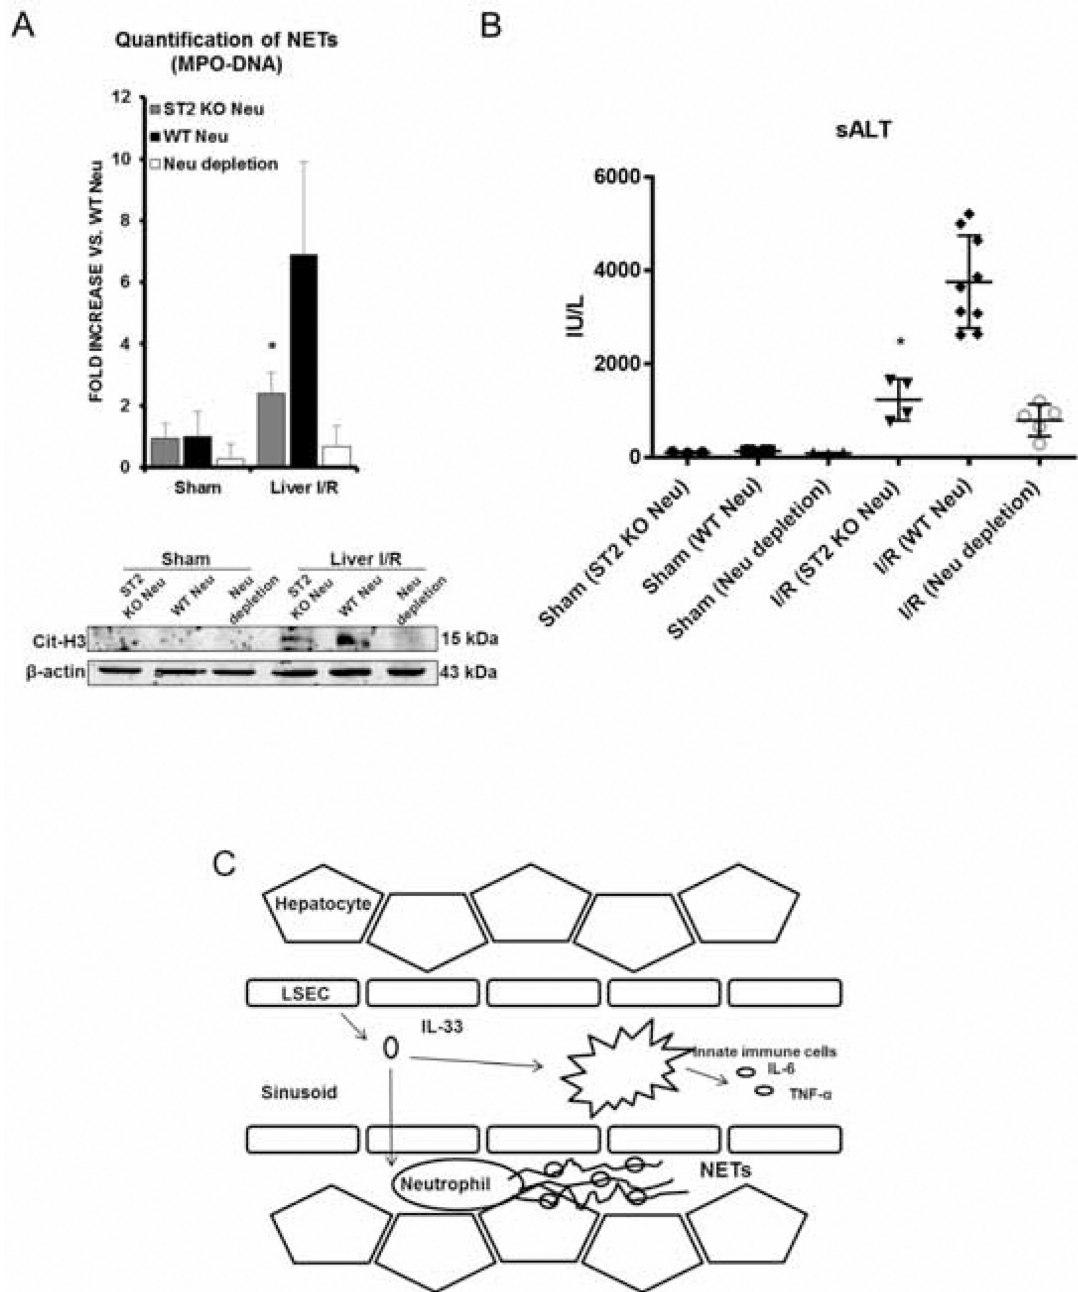 A
Quantification of NETs
(MPO-DNA)
FOLD INCREASE VS. WT Neu
12
10
8
6
4
2
0
ST2 KO Neu
WT Neu
Neu depletion
*
Sham
Liver I/R
Sham
Liver I/R
ST2 KO Neu
WT Neu
Neu depletion
ST2 KO Neu
WT Neu
Neu depletion
Cit-H3
15 kDa
β-actin
43 kDa
B
sALT
IU/L
6000
4000
2000
0
*
Sham (ST2 KO Neu)
Sham (WT Neu)
Sham (Neu depletion)
I/R (ST2 KO Neu)
I/R (WT Neu)
I/R (Neu depletion)
C
Hepatocyte
LSEC
IL-33
Innate immune cells
IL-6
Sinusoid
TNF-α
NETs
Neutrophil